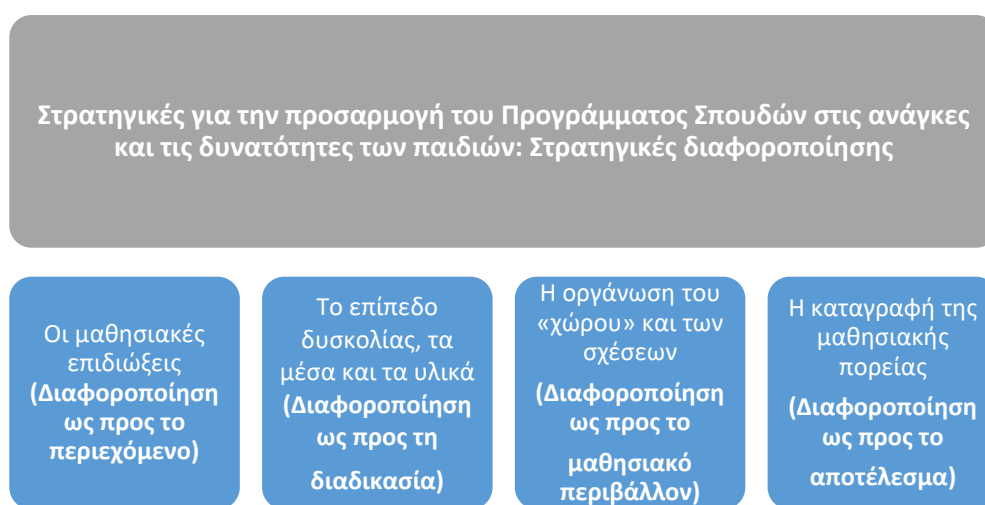 Στρατηγικές για την προσαρμογή του Προγράμματος Σπουδών στις ανάγκες
και τις δυνατότητες των παιδιών: Στρατηγικές διαφοροποίησης
Οι μαθησιακές
επιδιώξεις
(Διαφοροποίηση
ως προς το
περιεχόμενο)
Το επίπεδο
δυσκολίας, τα
μέσα και τα υλικά
(Διαφοροποίηση
ως προς τη
διαδικασία)
Η οργάνωση του
«χώρου» και των
σχέσεων
(Διαφοροποίηση
ως προς το
μαθησιακό
περιβάλλον)
Η καταγραφή της
μαθησιακής
πορείας
(Διαφοροποίηση
ως προς το
αποτέλεσμα)